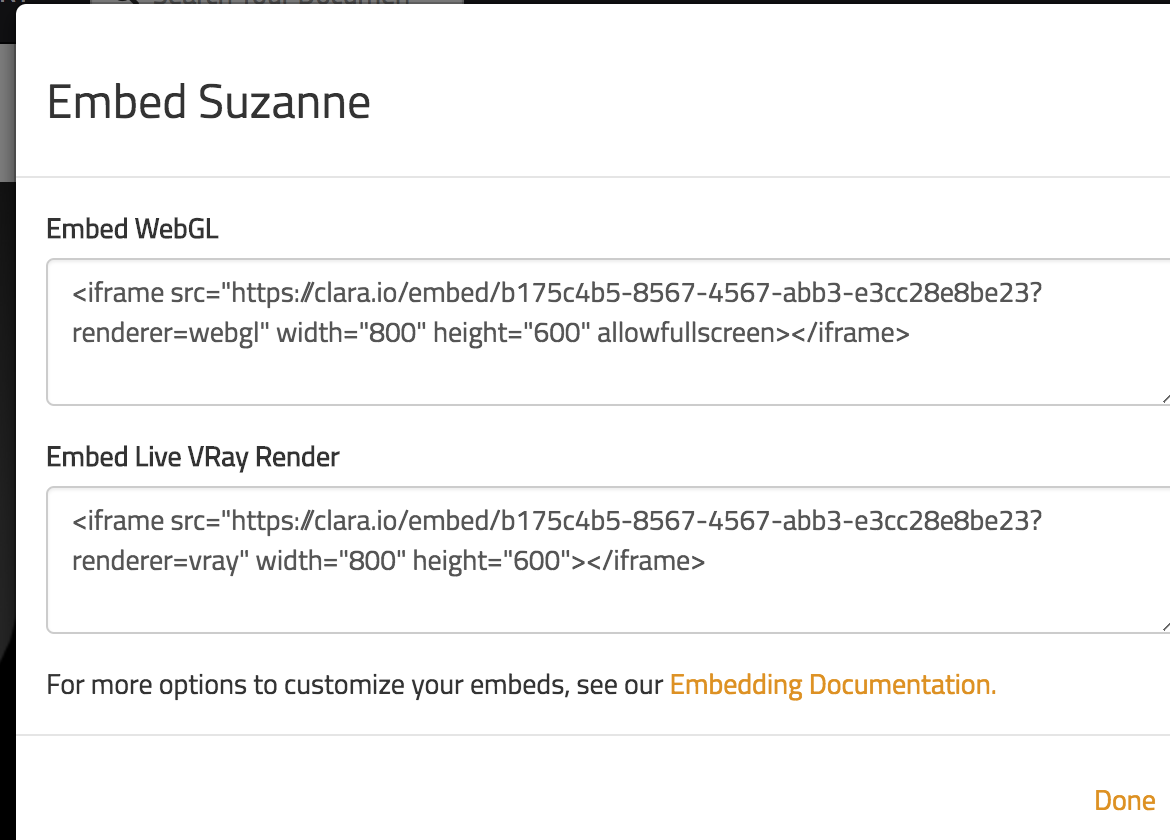 Embed Suzanne
Embed WebGL
<iframe src="https://clara.io/embed/b175c4b5-8567-4567-abb3-e3cc28e8be23?
renderer=webgl" width="800" height="600" allowfullscreen></iframe>
Embed Live VRay Render
<iframe src="https://clara.io/embed/b175c4b5-8567-4567-abb3-e3cc28e8be23?
renderer=vray" width="800" height="600"></iframe>
For more options to customize your embeds, see our Embedding Documentation.
Done